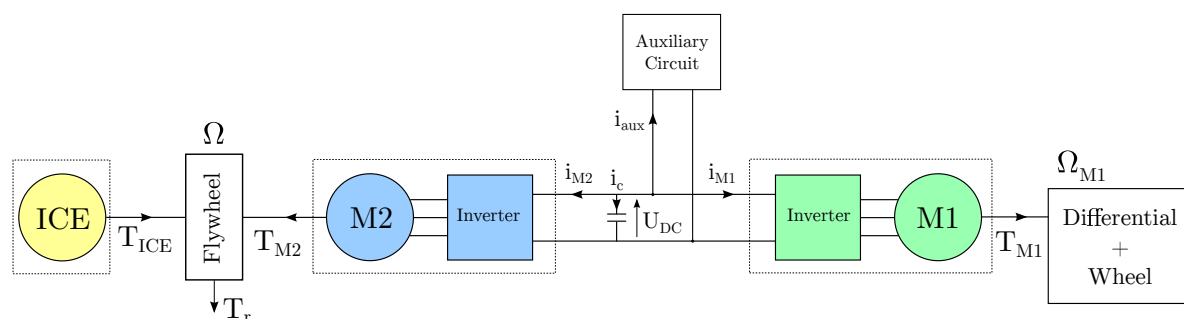 Auxiliary
Circuit
i_aux
Ω
i_M2
i_c
i_M1
Ω_M1
ICE
T_ICE
Flywheel
T_M2
M2
Inverter
U_DC
Inverter
M1
T_M1
Differential
+
Wheel
T_r